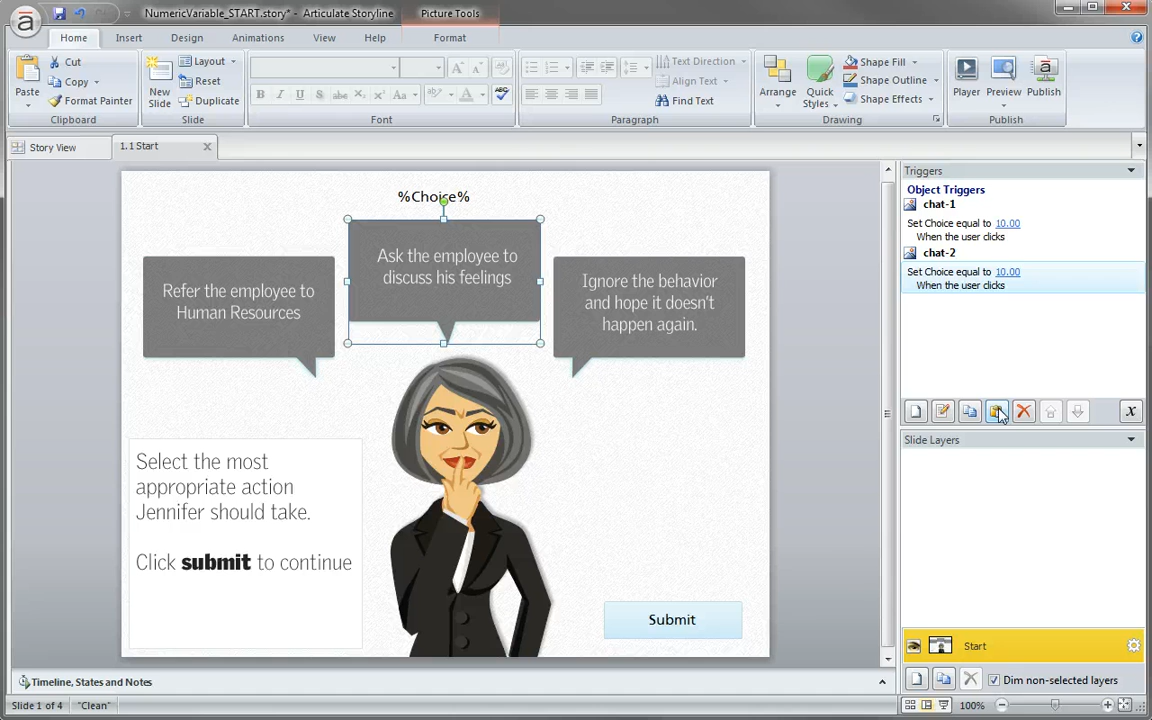 NumericVariable_START.story* - Articulate Storyline
Picture Tools
Home
Insert
Design
Slides
Animations
View
Help
Format
Paste
Cut
Copy
Format Painter
Clipboard
New
Slide
Layout
Reset
Duplicate
Slide
B I U S abc
Aa
A
ABC
Font
Text Direction
Align Text
Find Text
Paragraph
Arrange
Quick
Styles
Shape Fill
Shape Outline
Shape Effects
Drawing
Player
Preview
Publish
Publish
Story View
1.1 Start
%Choice%
Refer the employee to
Human Resources
Ask the employee to
discuss his feelings
Ignore the behavior
and hope it doesn't
happen again.
Select the most
appropriate action
Jennifer should take.
Click submit to continue
Submit
Triggers
Object Triggers
chat-1
Set Choice equal to 10.00
When the user clicks
chat-2
Set Choice equal to 10.00
When the user clicks
x
Slide Layers
Start
Dim non-selected layers
Timeline, States and Notes
Slide 1 of 4
"Clean"
100%